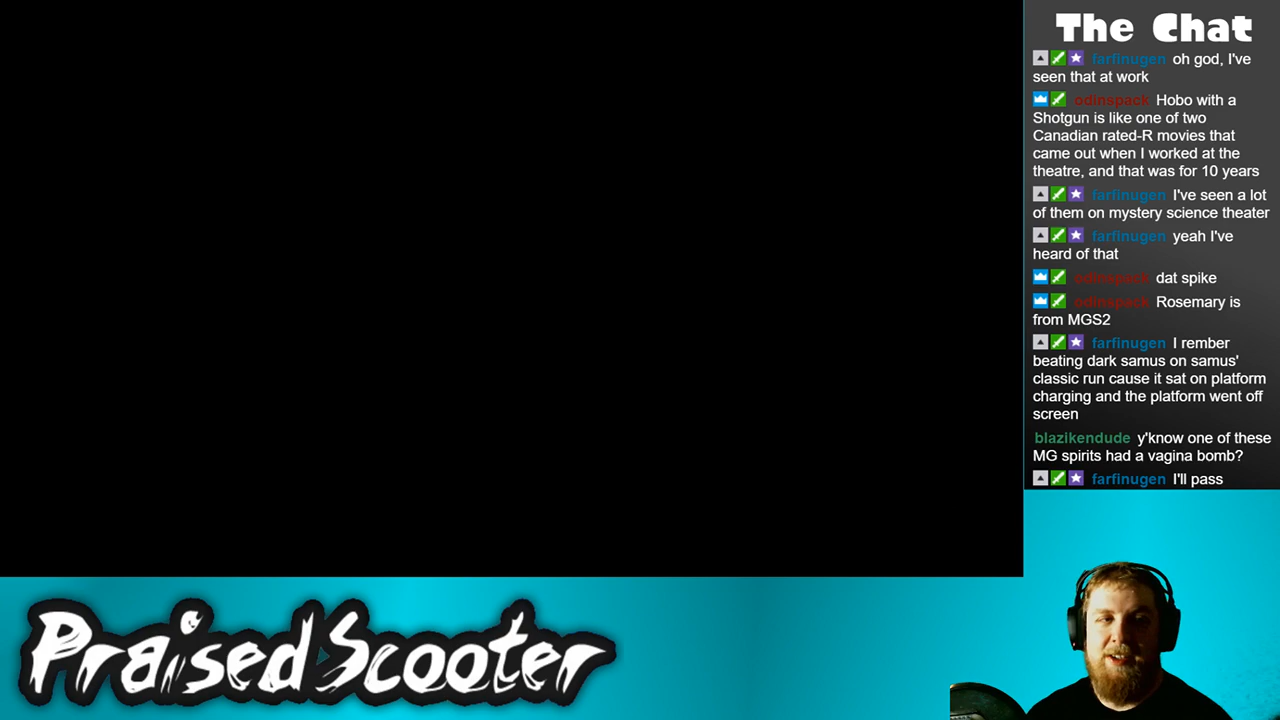 The Chat
farfinugen oh god, I've
seen that at work
odinspack Hobo with a
Shotgun is like one of two
Canadian rated-R movies that
came out when I worked at the
theatre, and that was for 10 years
farfinugen I've seen a lot
of them on mystery science theater
farfinugen yeah I've
heard of that
odinspack dat spike
odinspack Rosemary is
from MGS2
farfinugen I rember
beating dark samus on samus'
classic run cause it sat on platform
charging and the platform went off
screen
blazikendude y'know one of these
MG spirits had a vagina bomb?
farfinugen I'll pass
PraisedScooter